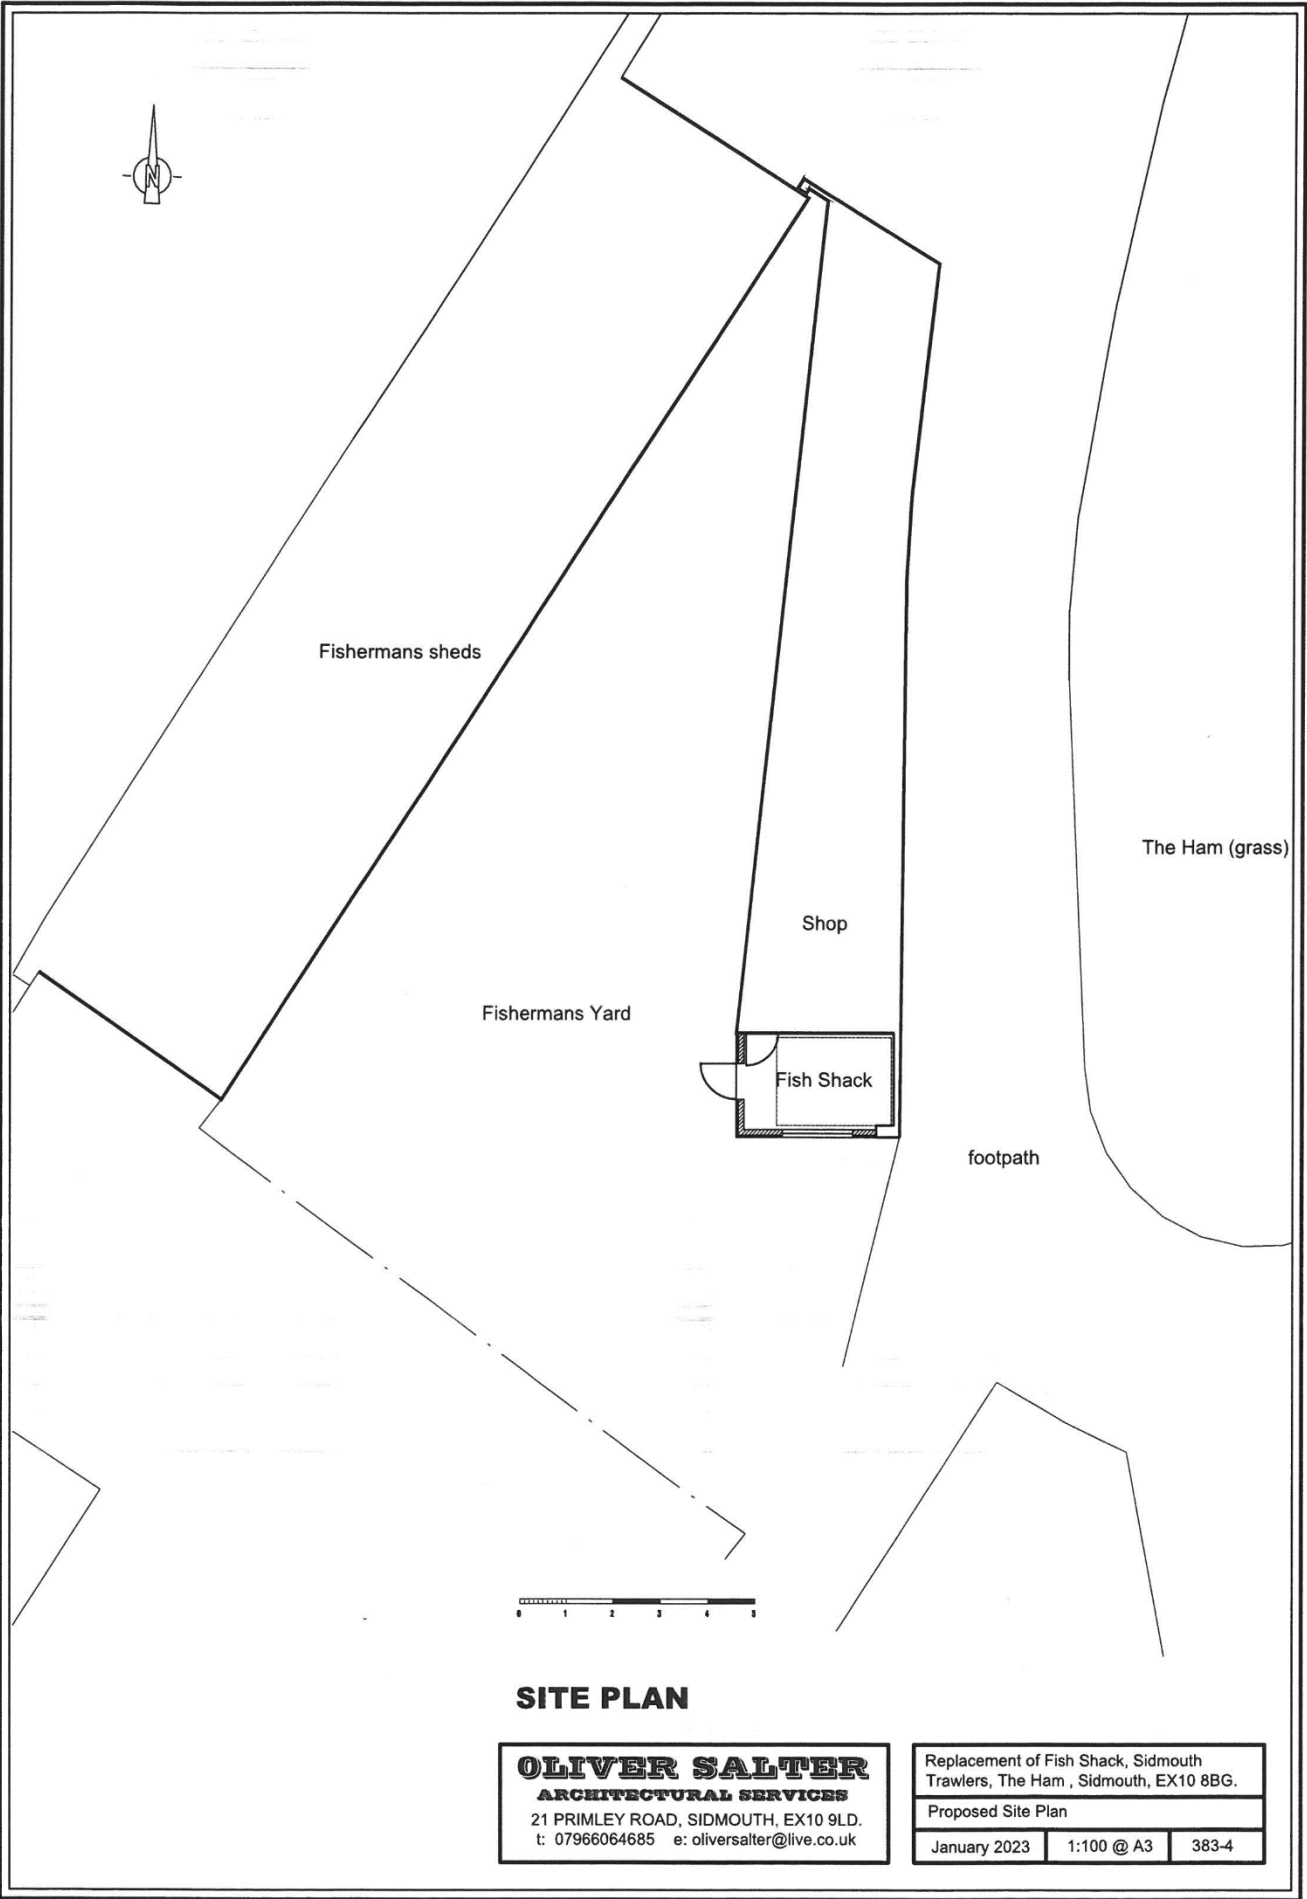 N
Fishermans sheds
The Ham (grass)
Shop
Fishermans Yard
Fish Shack
footpath
0 1 2 3 4 5
SITE PLAN
OLIVER SALTER
ARCHITECTURAL SERVICES
21 PRIMLEY ROAD, SIDMOUTH, EX10 9LD.
t: 07966064685 e: oliversalter@live.co.uk
Replacement of Fish Shack, Sidmouth
Trawlers, The Ham , Sidmouth, EX10 8BG.
Proposed Site Plan
January 2023 1:100 @ A3 383-4